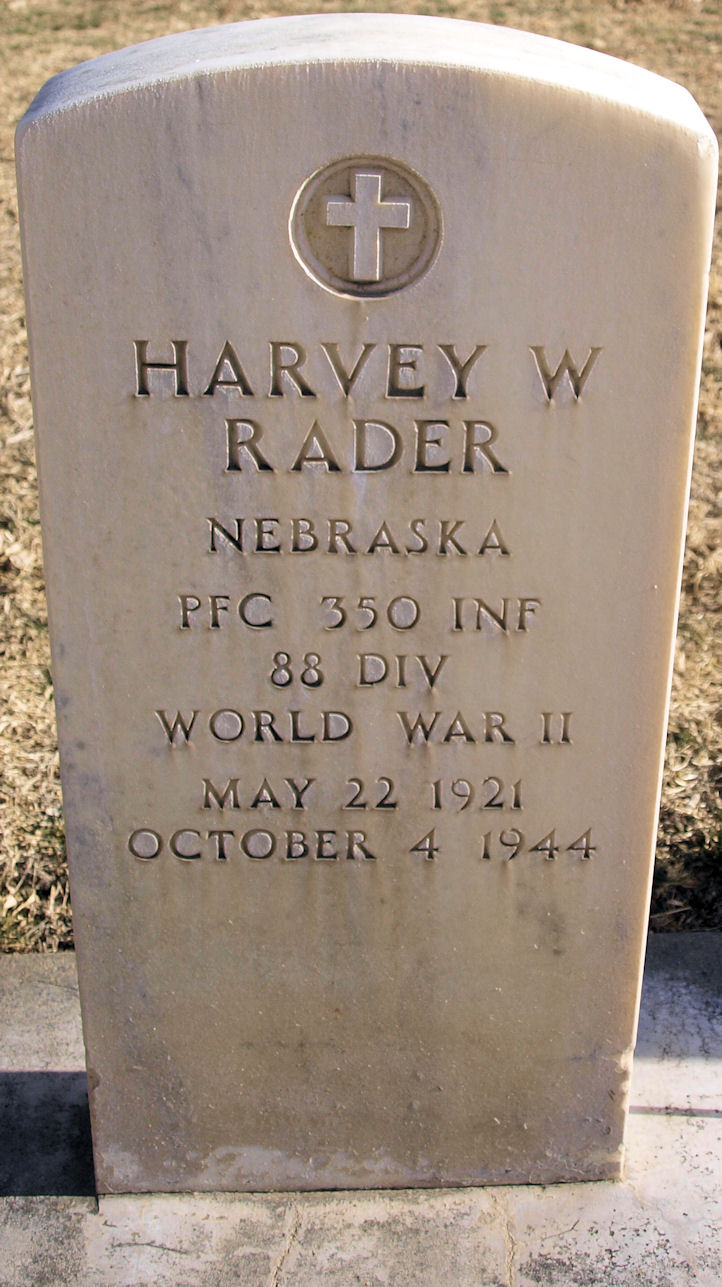 HARVEY W
RADER
NEBRASKA
PFC 350 INF
88 DIV
WORLD WAR II
MAY 22 1921
OCTOBER 4 1944